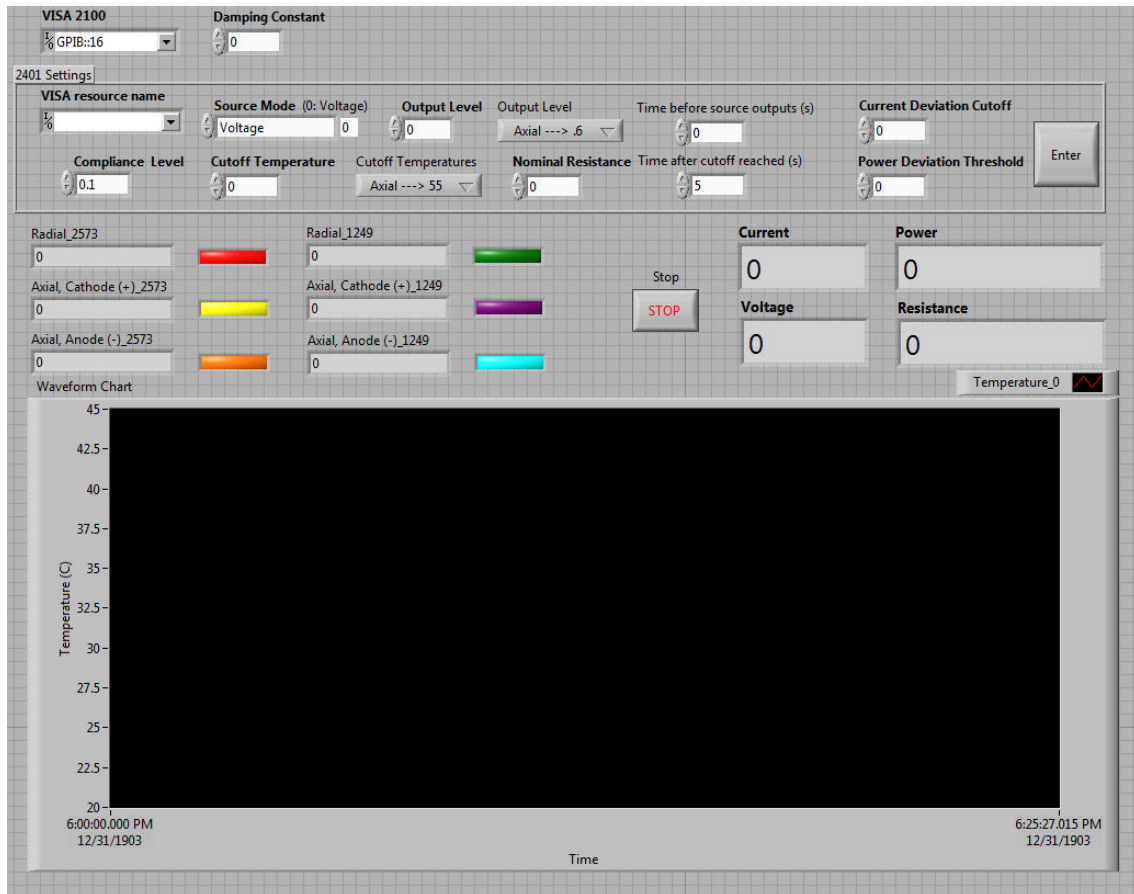 VISA 2100 Damping Constant
GPIB::16 0
2401 Settings
VISA resource name Source Mode (0: Voltage) Output Level Output Level Time before source outputs (s) Current Deviation Cutoff
Voltage 0 0 Axial ---> .6 0 0
Enter
Compliance Level Cutoff Temperature Cutoff Temperatures Nominal Resistance Time after cutoff reached (s) Power Deviation Threshold
0.1 0 Axial ---> 55 0 5 0
Radial_2573 Radial_1249 Current Power
0 0 0 0
Axial, Cathode (+)_2573 Axial, Cathode (+)_1249 Stop
0 0 STOP Voltage Resistance
Axial, Anode (-)_2573 Axial, Anode (-)_1249 0 0
0 0
Waveform Chart Temperature_0
45
42.5
40
37.5
35
32.5
30
27.5
25
22.5
20
Temperature (C)
6:00:00.000 PM 6:25:27.015 PM
12/31/1903 12/31/1903
Time